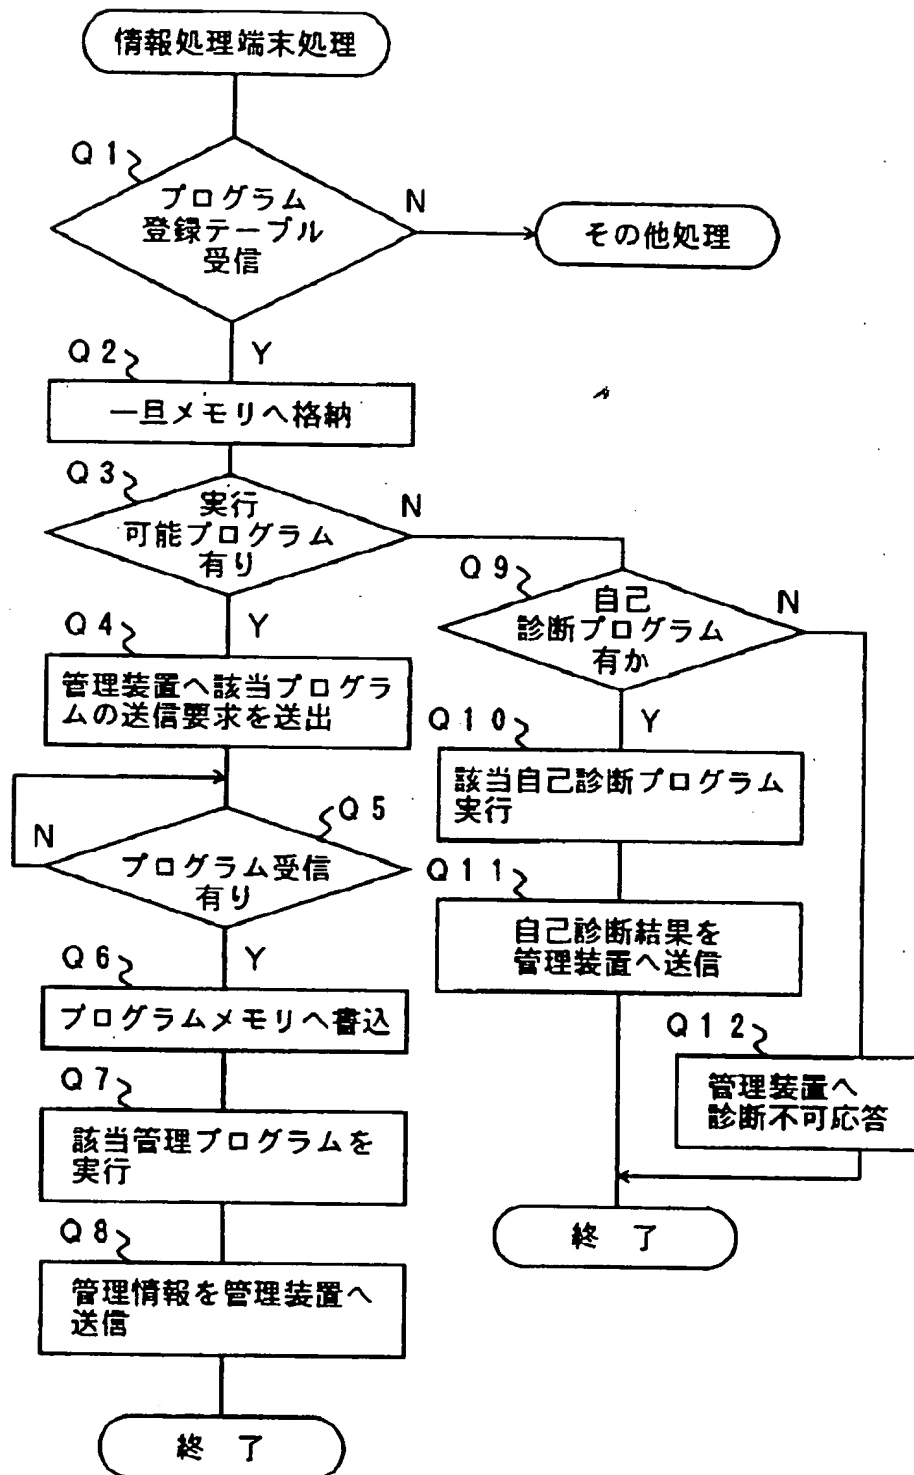 情報処理端末処理
Q1
プログラム
登録テーブル
受信
N
その他処理
Y
Q2
一旦メモリへ格納
Q3
実行
可能プログラム
有り
N
Y
Q4
管理装置へ該当プログラ
ムの送信要求を送出
Q5
プログラム受信
有り
N
Y
Q6
プログラムメモリへ書込
Q7
該当管理プログラムを
実行
Q8
管理情報を管理装置へ
送信
終了
Q9
自己
診断プログラム
有か
N
Y
Q10
該当自己診断プログラム
実行
Q11
自己診断結果を
管理装置へ送信
Q12
管理装置へ
診断不可応答
終了